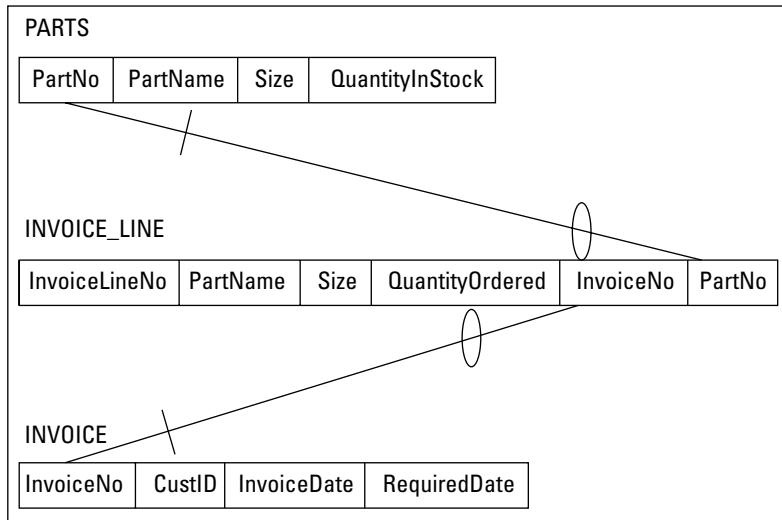 PARTS
PartNo PartName Size QuantityInStock
INVOICE_LINE
InvoiceLineNo PartName Size QuantityOrdered InvoiceNo PartNo
INVOICE
InvoiceNo CustID InvoiceDate RequiredDate